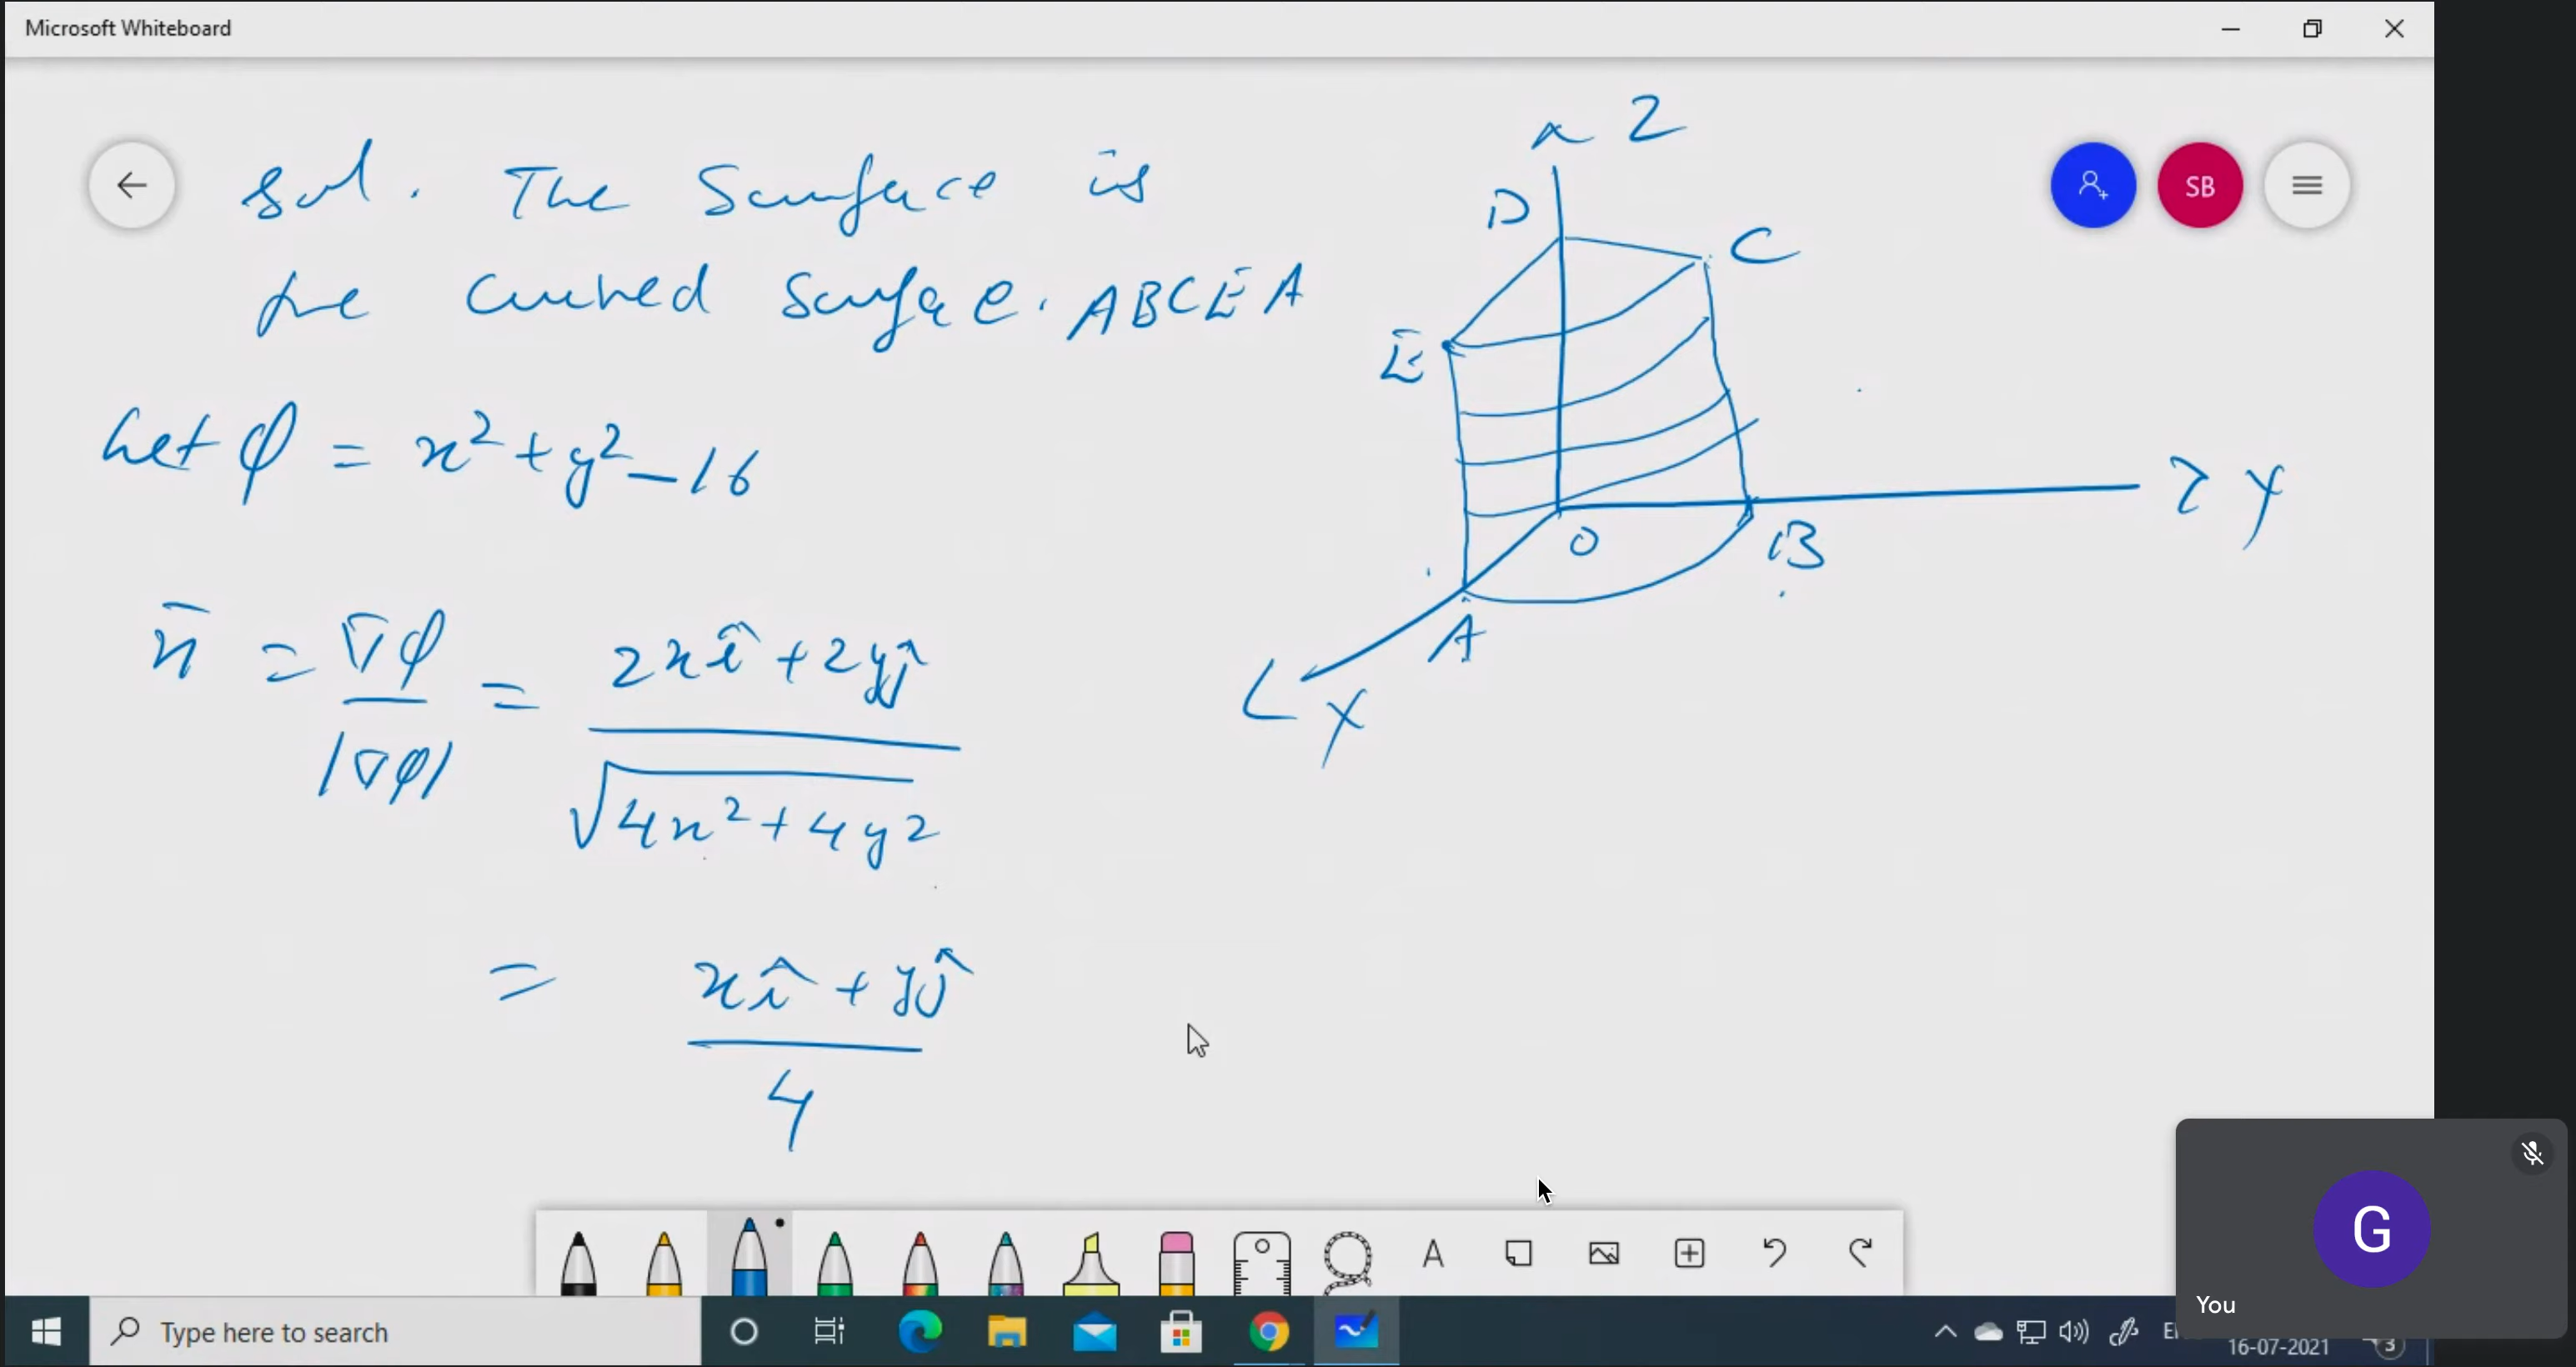 Microsoft Whiteboard
Sol. The Surface is
the curved surface. ABCEA
Let φ = x² + y² - 16
n̄ = ∇φ / |∇φ| = 2xî + 2yĵ / √4x² + 4y²
= xî + yĵ / 4
Z
D
C
E
Y
O
B
A
X
SB
A
G
You
Type here to search
16-07-2021
3